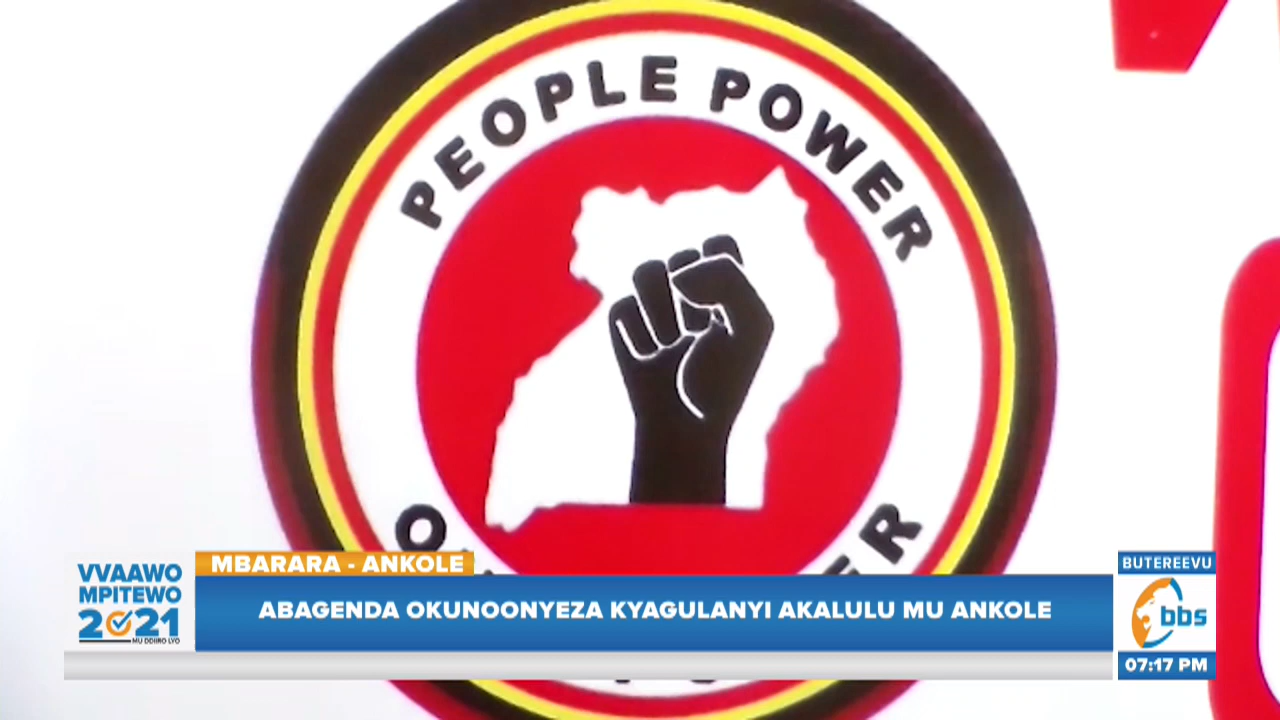 PEOPLE POWER
MBARARA - ANKOLE
VVAAWO
MPITEWO
2021
MU DDIIRO LYO
ABAGENDA OKUNOONYEZA KYAGULANYI AKALULU MU ANKOLE
BUTEREEVU
bbs
07:17 PM